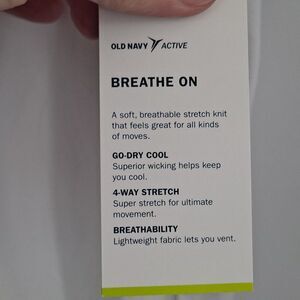 OLD NAVY ACTIVE
BREATHE ON
A soft, breathable stretch knit
that feels great for all kinds
of moves.
GO-DRY COOL
Superior wicking helps keep
you cool.
4-WAY STRETCH
Super stretch for ultimate
movement.
BREATHABILITY
Lightweight fabric lets you vent.